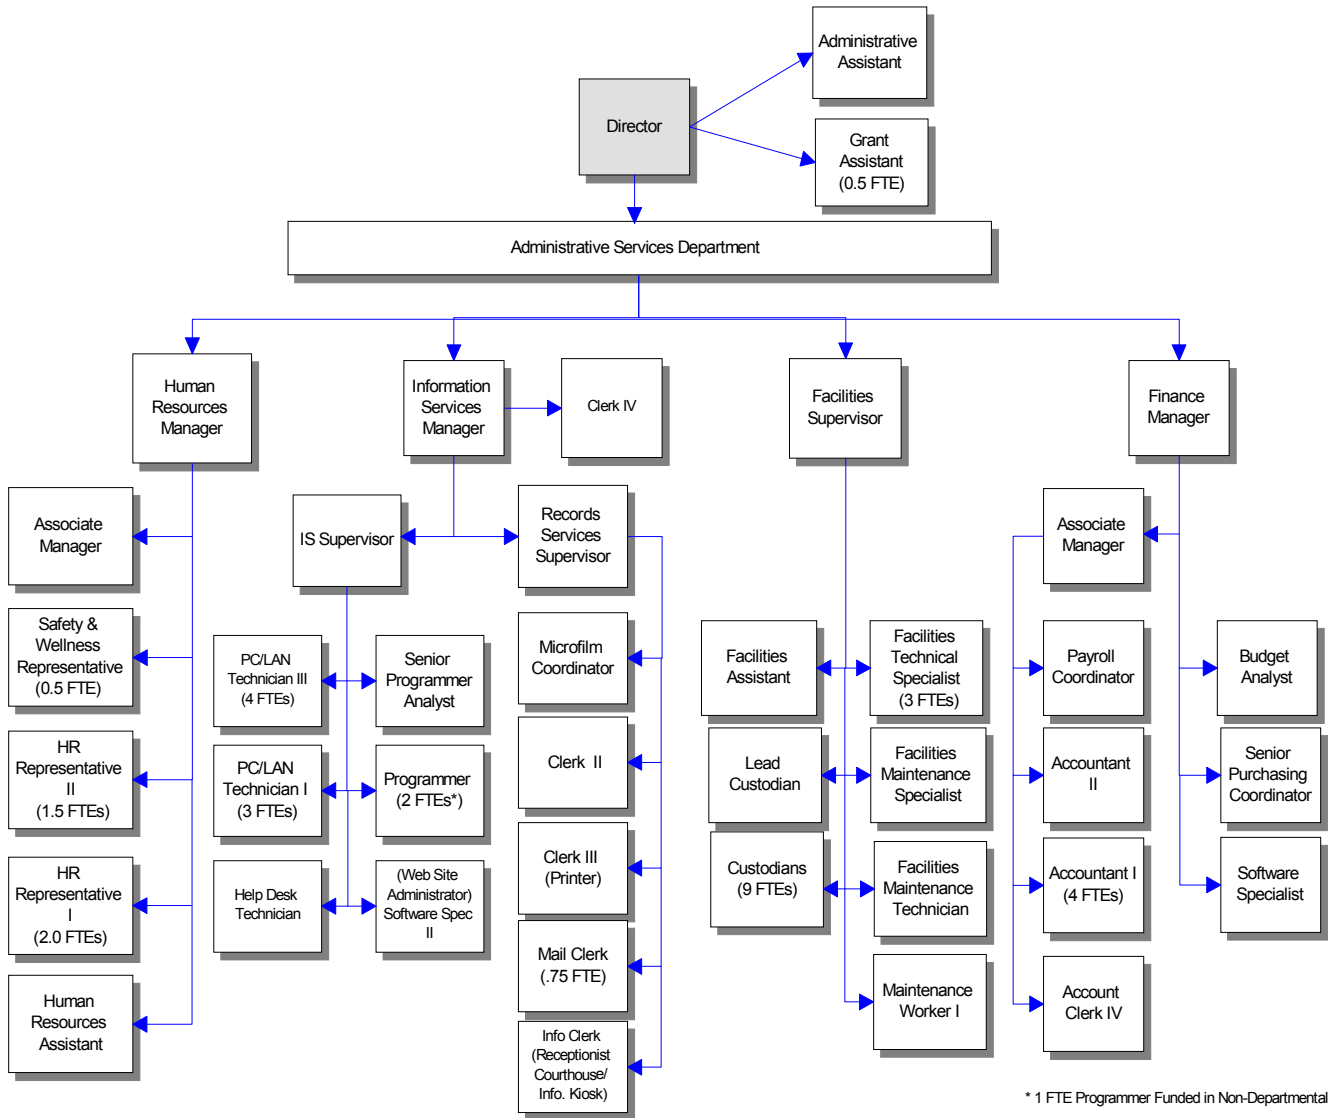 Administrative
Assistant
Director
Grant
Assistant
(0.5 FTE)
Administrative Services Department
Human
Resources
Manager
Information
Services
Manager
Clerk IV
Facilities
Supervisor
Finance
Manager
Associate
Manager
IS Supervisor
Records
Services
Supervisor
Associate
Manager
Safety &
Wellness
Representative
(0.5 FTE)
PC/LAN
Technician III
(4 FTEs)
Senior
Programmer
Analyst
Microfilm
Coordinator
Facilities
Assistant
Facilities
Technical
Specialist
(3 FTEs)
Payroll
Coordinator
Budget
Analyst
HR
Representative
II
(1.5 FTEs)
PC/LAN
Technician I
(3 FTEs)
Programmer
(2 FTEs*)
Clerk II
Lead
Custodian
Facilities
Maintenance
Specialist
Accountant
II
Senior
Purchasing
Coordinator
HR
Representative
I
(2.0 FTEs)
Help Desk
Technician
(Web Site
Administrator)
Software Spec
II
Clerk III
(Printer)
Custodians
(9 FTEs)
Facilities
Maintenance
Technician
Accountant I
(4 FTEs)
Software
Specialist
Human
Resources
Assistant
Mail Clerk
(.75 FTE)
Maintenance
Worker I
Account
Clerk IV
Info Clerk
(Receptionist
Courthouse/
Info. Kiosk)
* 1 FTE Programmer Funded in Non-Departmental